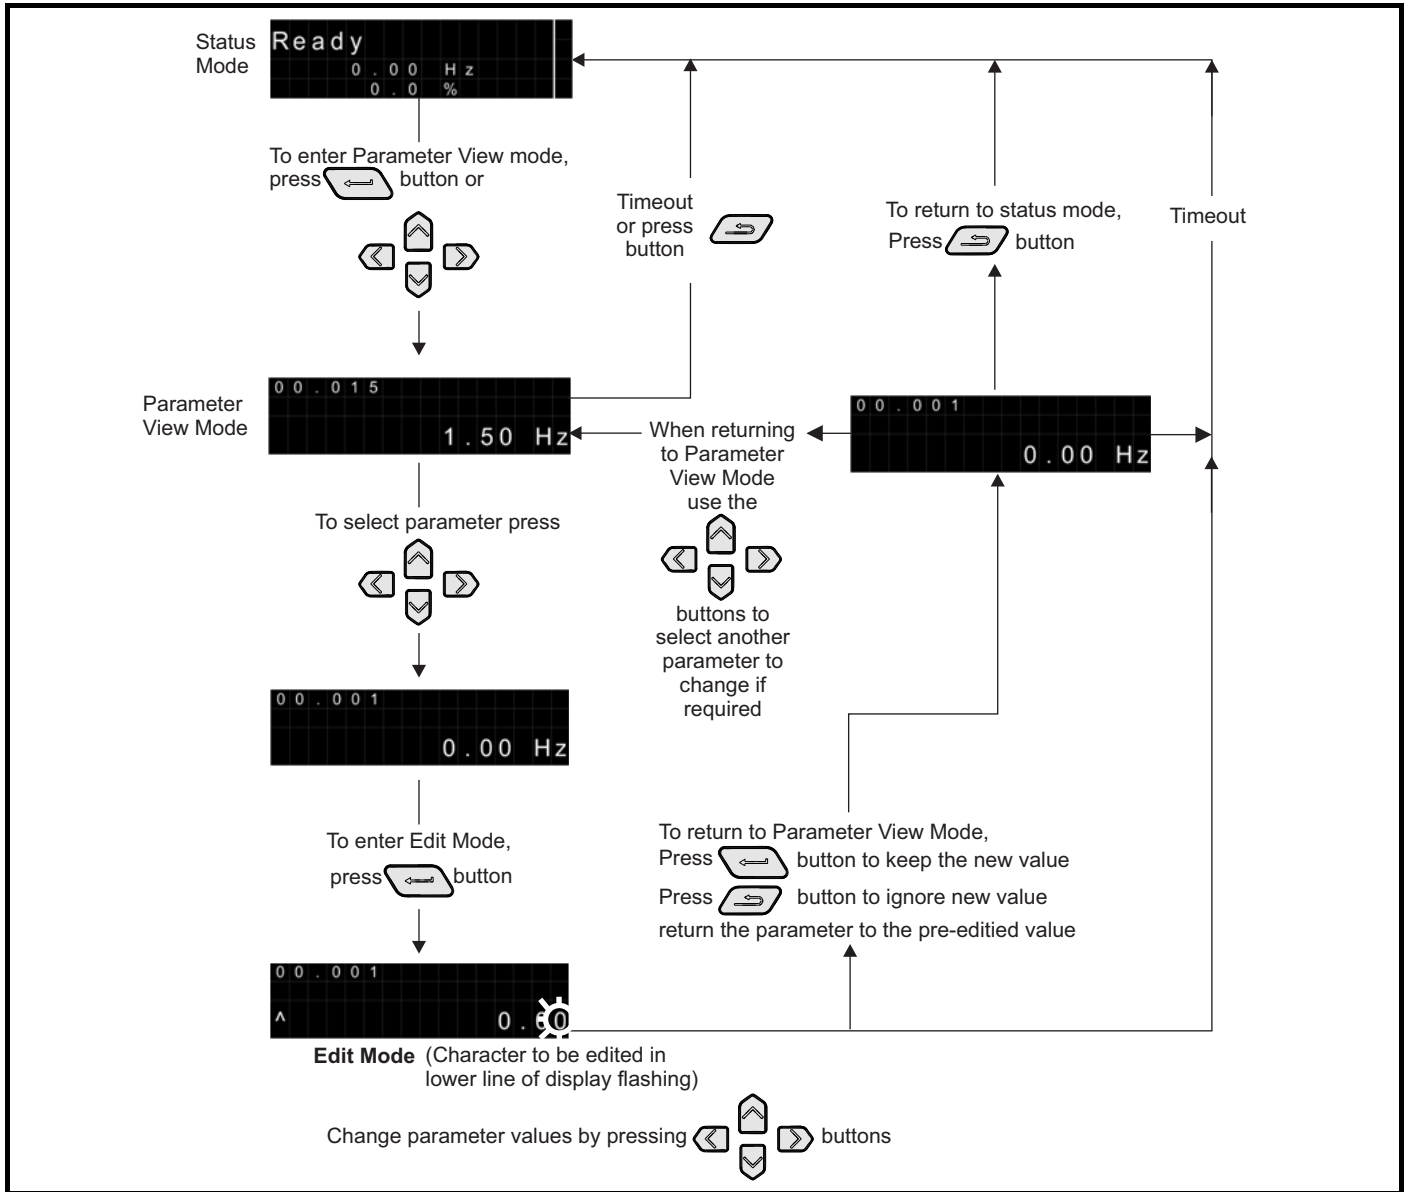 Status
Mode
Ready
0.00 Hz
0.0 %
To enter Parameter View mode,
press button or
Timeout
or press
button
To return to status mode,
Press button
Timeout
Parameter
View Mode
00.015
1.50 Hz
When returning
to Parameter
View Mode
use the
buttons to
select another
parameter to
change if
required
00.001
0.00 Hz
To select parameter press
00.001
0.00 Hz
To enter Edit Mode,
press button
To return to Parameter View Mode,
Press button to keep the new value
Press button to ignore new value
return the parameter to the pre-editied value
00.001
^
Edit Mode (Character to be edited in
lower line of display flashing)
Change parameter values by pressing buttons